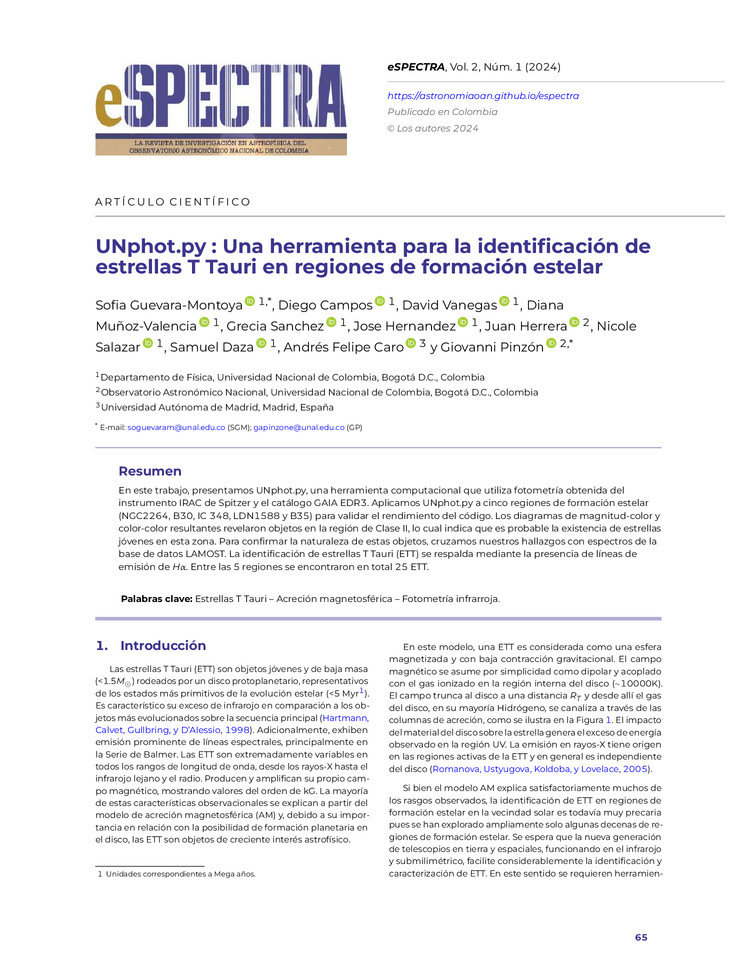 eSPECTRA
LA REVISTA DE INVESTIGACIÓN EN ASTROFÍSICA DEL
OBSERVATORIO ASTRONÓMICO NACIONAL DE COLOMBIA
eSPECTRA, Vol. 2, Núm. 1 (2024)
https://astronomiaoan.github.io/espectra
Publicado en Colombia
© Los autores 2024
ARTÍCULO CIENTÍFICO
UNphot.py : Una herramienta para la identificación de
estrellas T Tauri en regiones de formación estelar
Sofia Guevara-Montoya iD 1,*, Diego Campos iD 1, David Vanegas iD 1, Diana
Muñoz-Valencia iD 1, Grecia Sanchez iD 1, Jose Hernandez iD 1, Juan Herrera iD 2, Nicole
Salazar iD 1, Samuel Daza iD 1, Andrés Felipe Caro iD 3 y Giovanni Pinzón iD 2,*
1 Departamento de Física, Universidad Nacional de Colombia, Bogotá D.C., Colombia
2 Observatorio Astronómico Nacional, Universidad Nacional de Colombia, Bogotá D.C., Colombia
3 Universidad Autónoma de Madrid, Madrid, España
* E-mail: soguevaram@unal.edu.co (SGM); gapinzone@unal.edu.co (GP)
Resumen
En este trabajo, presentamos UNphot.py, una herramienta computacional que utiliza fotometría obtenida del
instrumento IRAC de Spitzer y el catálogo GAIA EDR3. Aplicamos UNphot.py a cinco regiones de formación estelar
(NGC2264, B30, IC 348, LDN1588 y B35) para validar el rendimiento del código. Los diagramas de magnitud-color y
color-color resultantes revelaron objetos en la región de Clase II, lo cual indica que es probable la existencia de estrellas
jóvenes en esta zona. Para confirmar la naturaleza de estas objetos, cruzamos nuestros hallazgos con espectros de la
base de datos LAMOST. La identificación de estrellas T Tauri (ETT) se respalda mediante la presencia de líneas de
emisión de Hα. Entre las 5 regiones se encontraron en total 25 ETT.
Palabras clave: Estrellas T Tauri – Acreción magnetosférica – Fotometría infrarroja.
1. Introducción
Las estrellas T Tauri (ETT) son objetos jóvenes y de baja masa
(<1.5M☉) rodeados por un disco protoplanetario, representativos
de los estados más primitivos de la evolución estelar (<5 Myr1).
Es característico su exceso de infrarojo en comparación a los ob-
jetos más evolucionados sobre la secuencia principal (Hartmann,
Calvet, Gullbring, y D'Alessio, 1998). Adicionalmente, exhiben
emisión prominente de líneas espectrales, principalmente en
la Serie de Balmer. Las ETT son extremadamente variables en
todos los rangos de longitud de onda, desde los rayos-X hasta el
infrarojo lejano y el radio. Producen y amplifican su propio cam-
po magnético, mostrando valores del orden de kG. La mayoría
de estas características observacionales se explican a partir del
modelo de acreción magnetosférica (AM) y, debido a su impor-
tancia en relación con la posibilidad de formación planetaria en
el disco, las ETT son objetos de creciente interés astrofísico.
1 Unidades correspondientes a Mega años.
En este modelo, una ETT es considerada como una esfera
magnetizada y con baja contracción gravitacional. El campo
magnético se asume por simplicidad como dipolar y acoplado
con el gas ionizado en la región interna del disco (~10000K).
El campo trunca al disco a una distancia RT y desde allí el gas
del disco, en su mayoría Hidrógeno, se canaliza a través de las
columnas de acreción, como se ilustra en la Figura 1. El impacto
del material del disco sobre la estrella genera el exceso de energía
observado en la región UV. La emisión en rayos-X tiene origen
en las regiones activas de la ETT y en general es independiente
del disco (Romanova, Ustyugova, Koldoba, y Lovelace, 2005).
Si bien el modelo AM explica satisfactoriamente muchos de
los rasgos observados, la identificación de ETT en regiones de
formación estelar en la vecindad solar es todavía muy precaria
pues se han explorado ampliamente solo algunas decenas de re-
giones de formación estelar. Se espera que la nueva generación
de telescopios en tierra y espaciales, funcionando en el infrarojo
y submilimétrico, facilite considerablemente la identificación y
caracterización de ETT. En este sentido se requieren herramien-
65